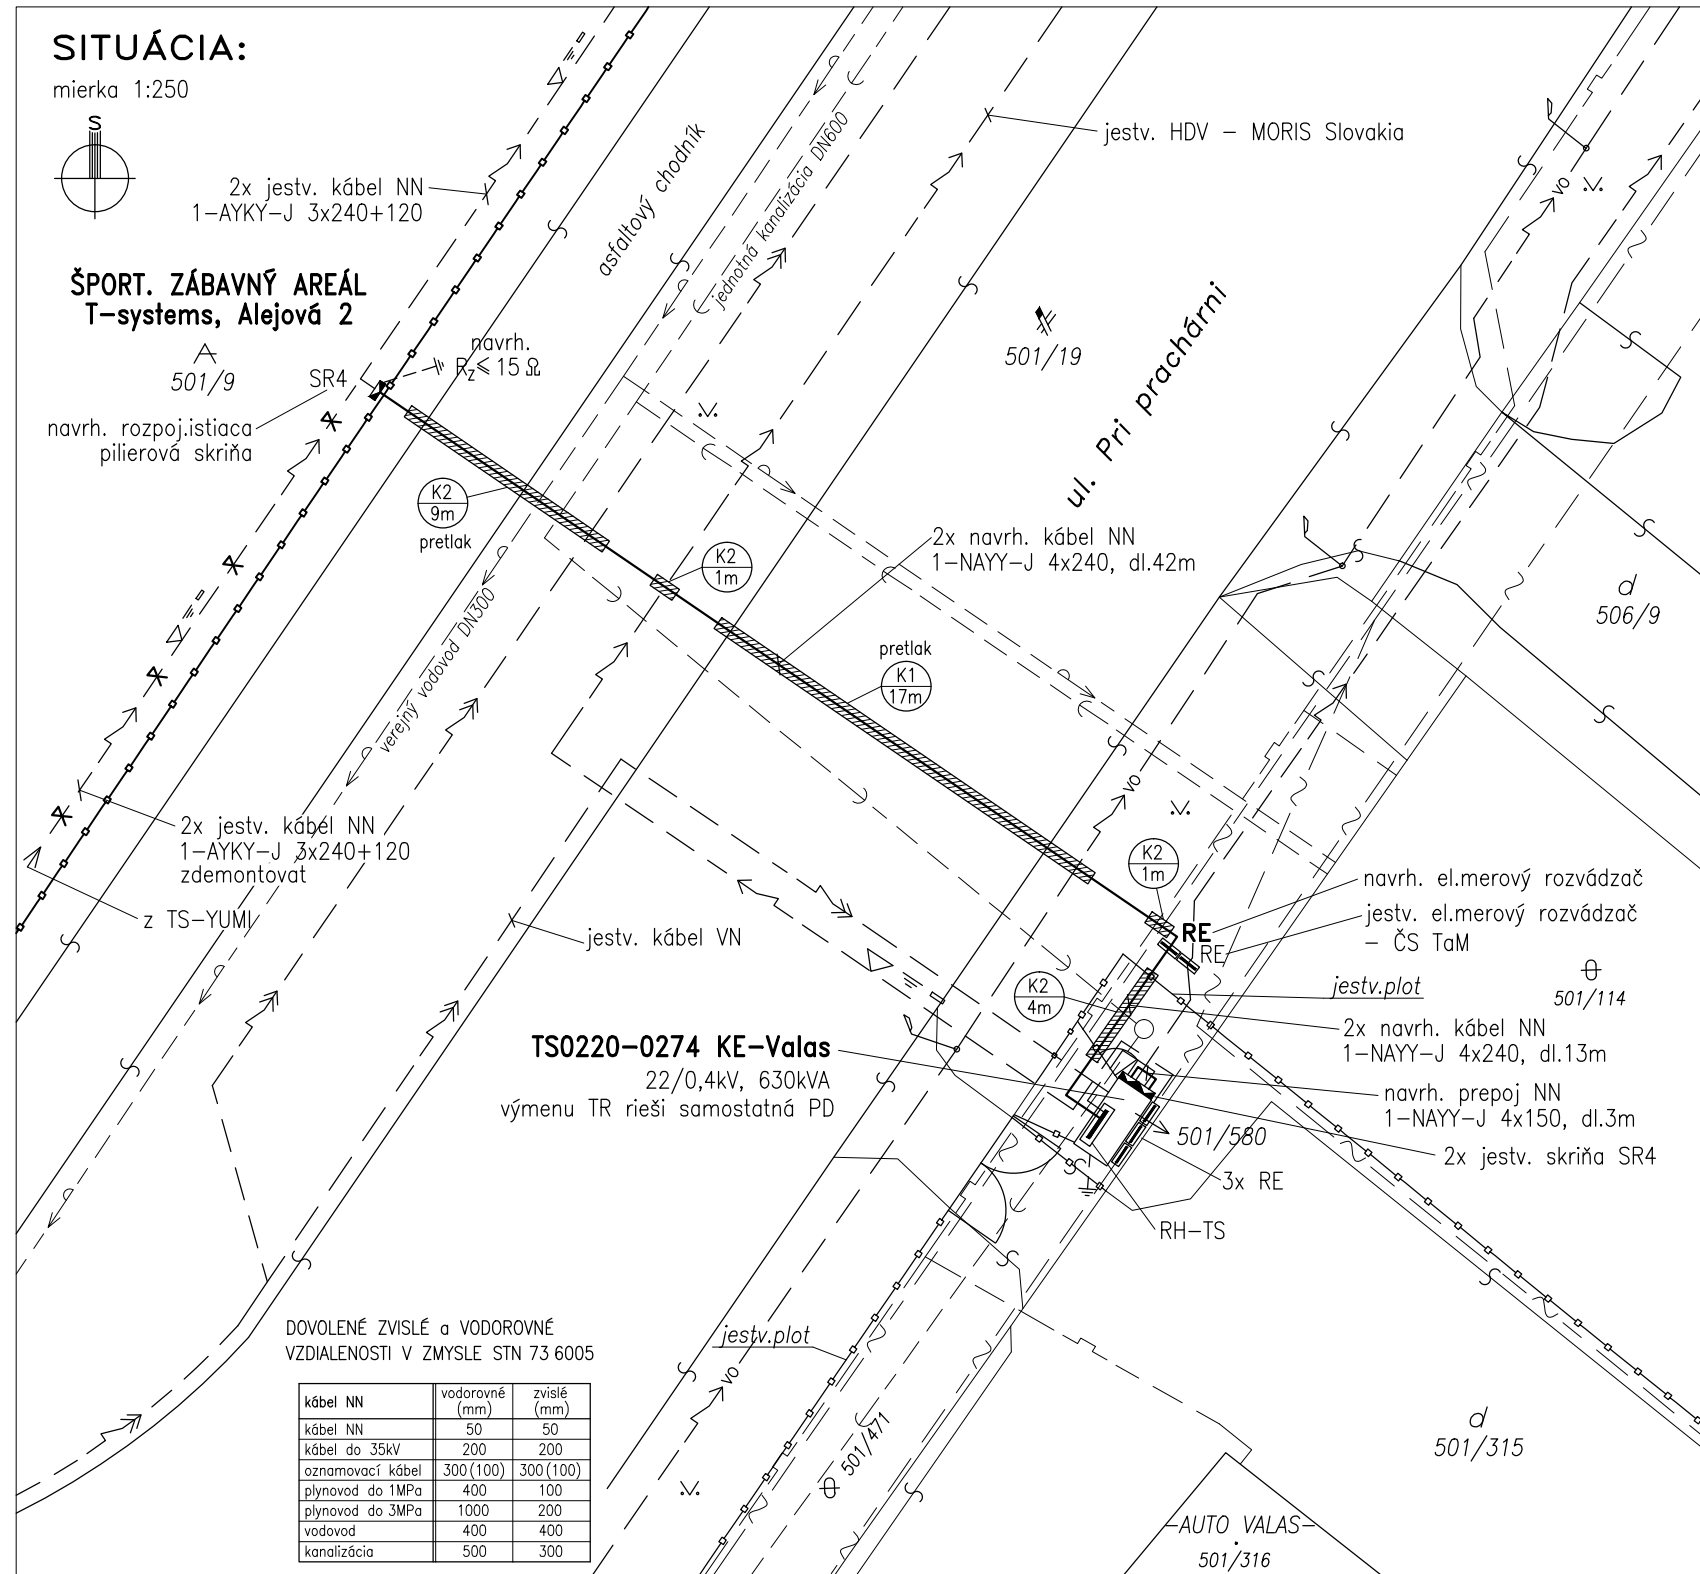 SITUÁCIA:
mierka 1:250
S
2x jestv. kábel NN
1-AYKY-J 3x240+120
ŠPORT. ZÁBAVNÝ AREÁL
T-systems, Alejová 2
501/9
SR4
navrh.
Rz≤15 Ω
navrh. rozpoj.istiaca
pilierová skriňa
asfaltový chodník
jednotná kanalizácia DN600
jestv. HDV - MORIS Slovakia
501/19
ul. Pri prachárni
vo
K2
9m
pretlak
K2
1m
2x navrh. kábel NN
1-NAYY-J 4x240, dl.42m
d
506/9
verejný vodovod DN300
pretlak
K1
17m
vo
2x jestv. kábel NN
1-AYKY-J 3x240+120
zdemontovat
z TS-YUMI
jestv. kábel VN
K2
1m
navrh. el.merový rozvádzač
RE
jestv. el.merový rozvádzač
- ČS TaM
RE
501/114
jestv.plot
K2
4m
2x navrh. kábel NN
1-NAYY-J 4x240, dl.13m
TS0220-0274 KE-Valas
22/0,4kV, 630kVA
výmenu TR rieši samostatná PD
navrh. prepoj NN
1-NAYY-J 4x150, dl.3m
501/580
2x jestv. skriňa SR4
3x RE
RH-TS
jestv.plot
vo
501/471
d
501/315
-AUTO VALAS-
501/316
DOVOLENÉ ZVISLÉ a VODOROVNÉ
VZDIALENOSTI V ZMYSLE STN 73 6005
kábel NN vodorovné (mm) zvislé (mm)
kábel NN 50 50
kábel do 35kV 200 200
oznamovací kábel 300(100) 300(100)
plynovod do 1MPa 400 100
plynovod do 3MPa 1000 200
vodovod 400 400
kanalizácia 500 300